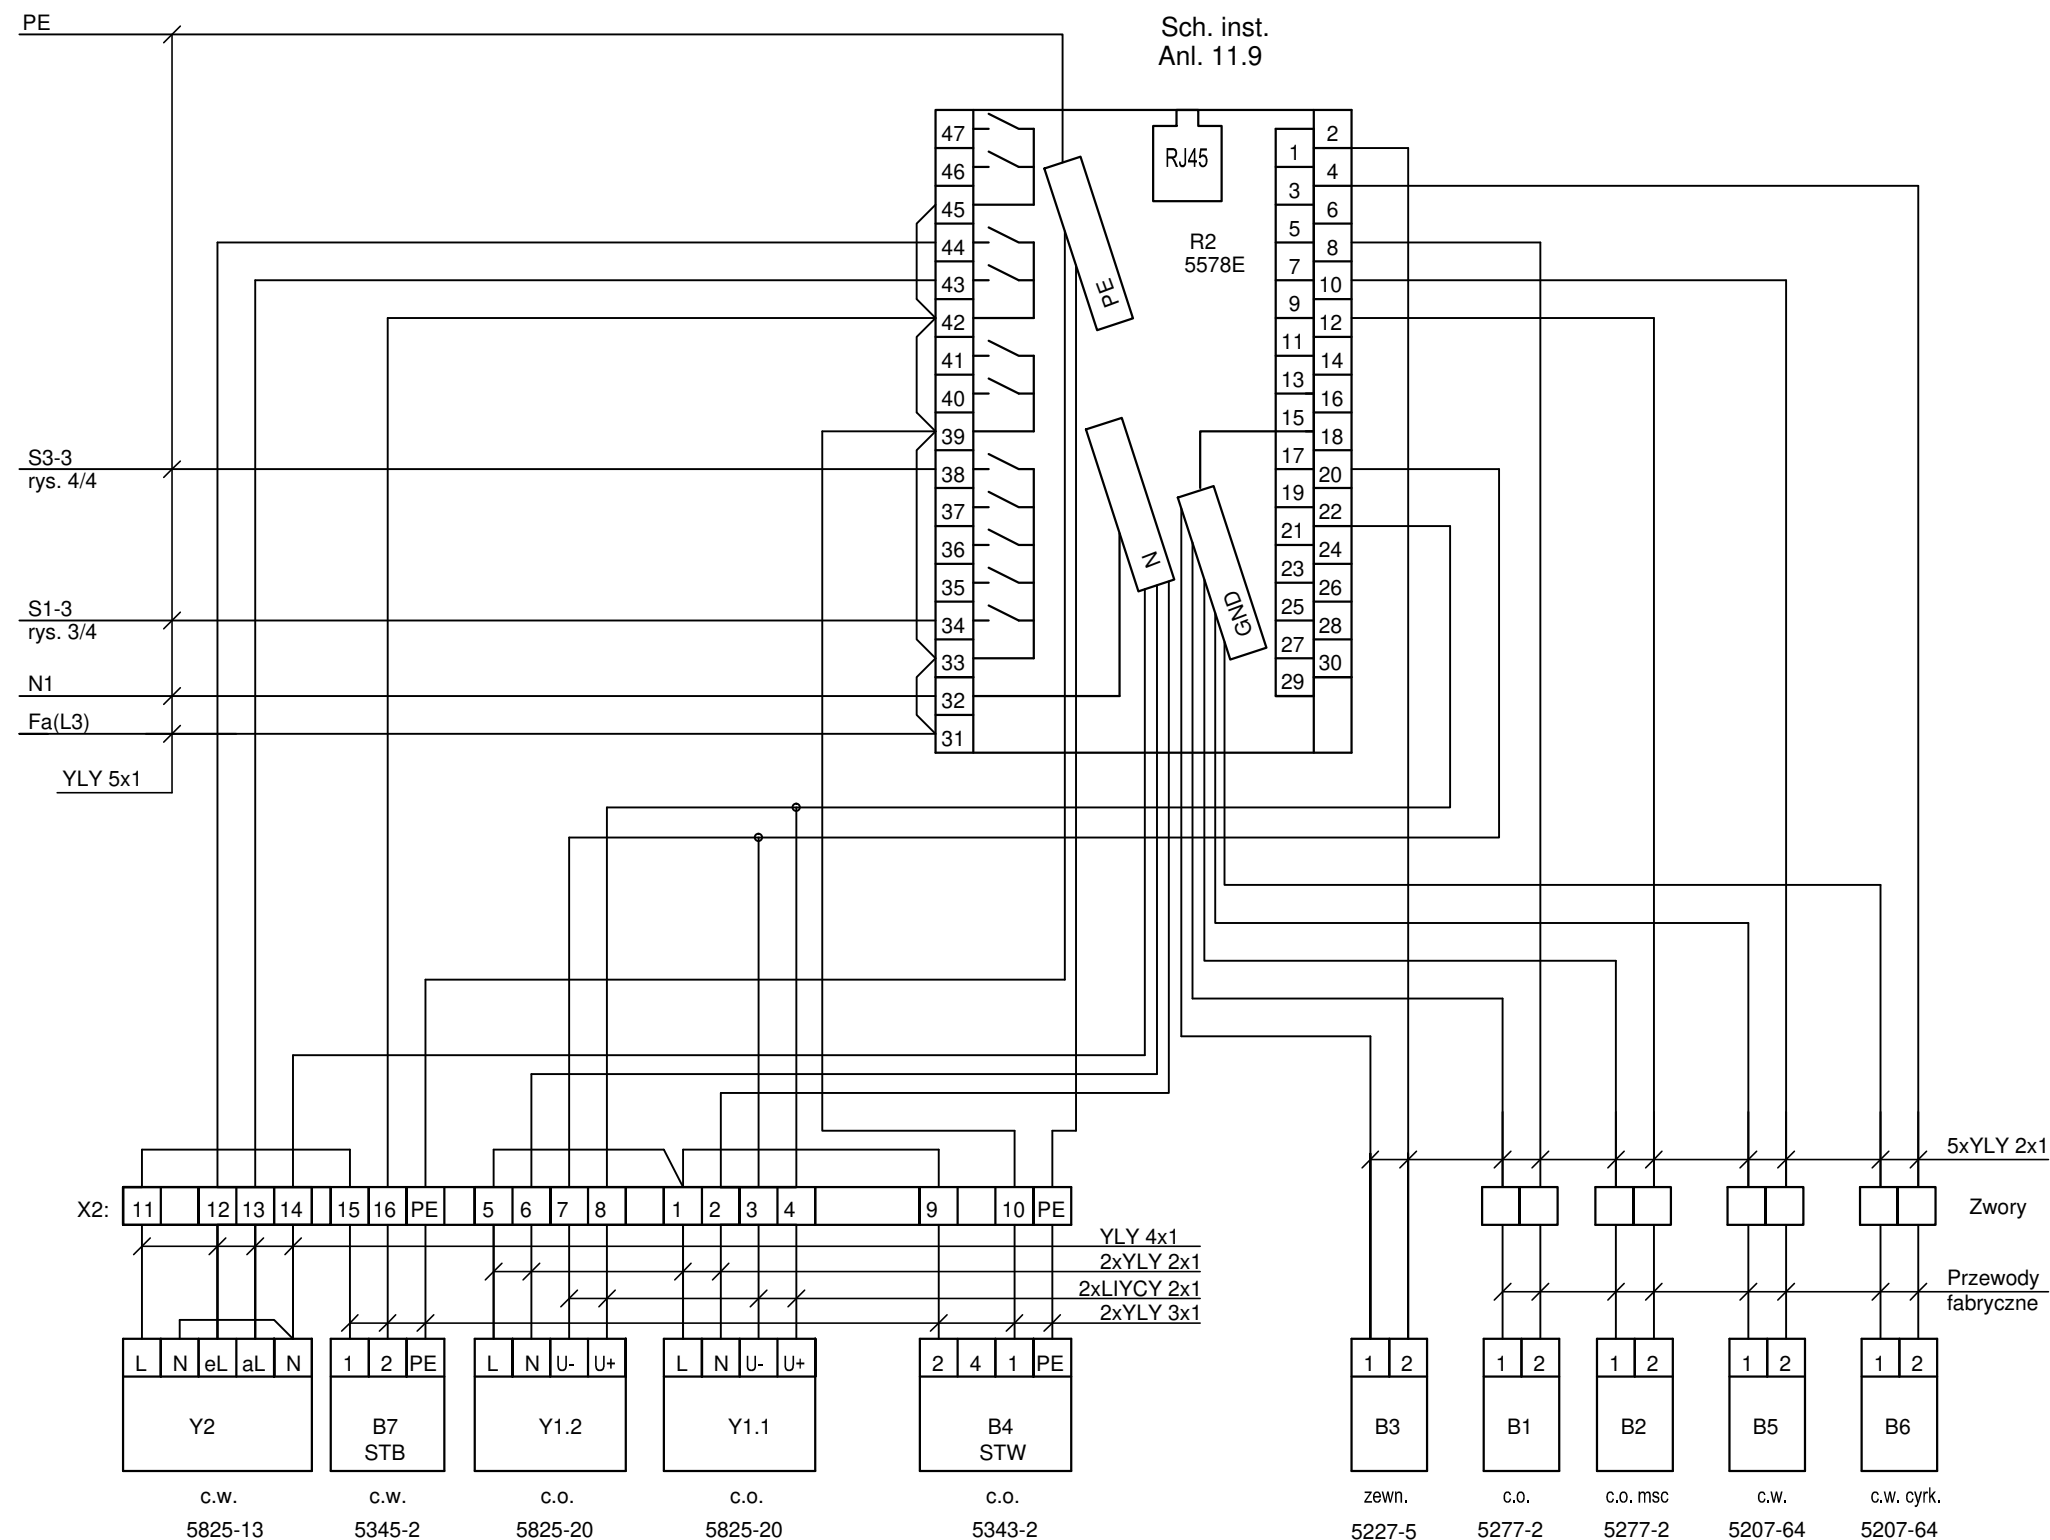 PE
Sch. inst.
Anl. 11.9
47
46
45
44
43
42
41
40
39
38
37
36
35
34
33
32
31
PE
RJ45
R2
5578E
N
GND
1
3
5
7
9
11
13
15
17
19
21
23
25
27
29
2
4
6
8
10
12
14
16
18
20
22
24
26
28
30
S3-3
rys. 4/4
S1-3
rys. 3/4
N1
Fa(L3)
YLY 5x1
5xYLY 2x1
X2: 11 12 13 14 15 16 PE 5 6 7 8 1 2 3 4 9 10 PE
Zwory
YLY 4x1
2xYLY 2x1
2xLIYCY 2x1
2xYLY 3x1
Przewody
fabryczne
L N eL aL N
Y2
c.w.
5825-13
1 2 PE
B7
STB
c.w.
5345-2
L N U- U+
Y1.2
c.o.
5825-20
L N U- U+
Y1.1
c.o.
5825-20
2 4 1 PE
B4
STW
c.o.
5343-2
1 2
B3
zewn.
5227-5
1 2
B1
c.o.
5277-2
1 2
B2
c.o. msc
5277-2
1 2
B5
c.w.
5207-64
1 2
B6
c.w. cyrk.
5207-64